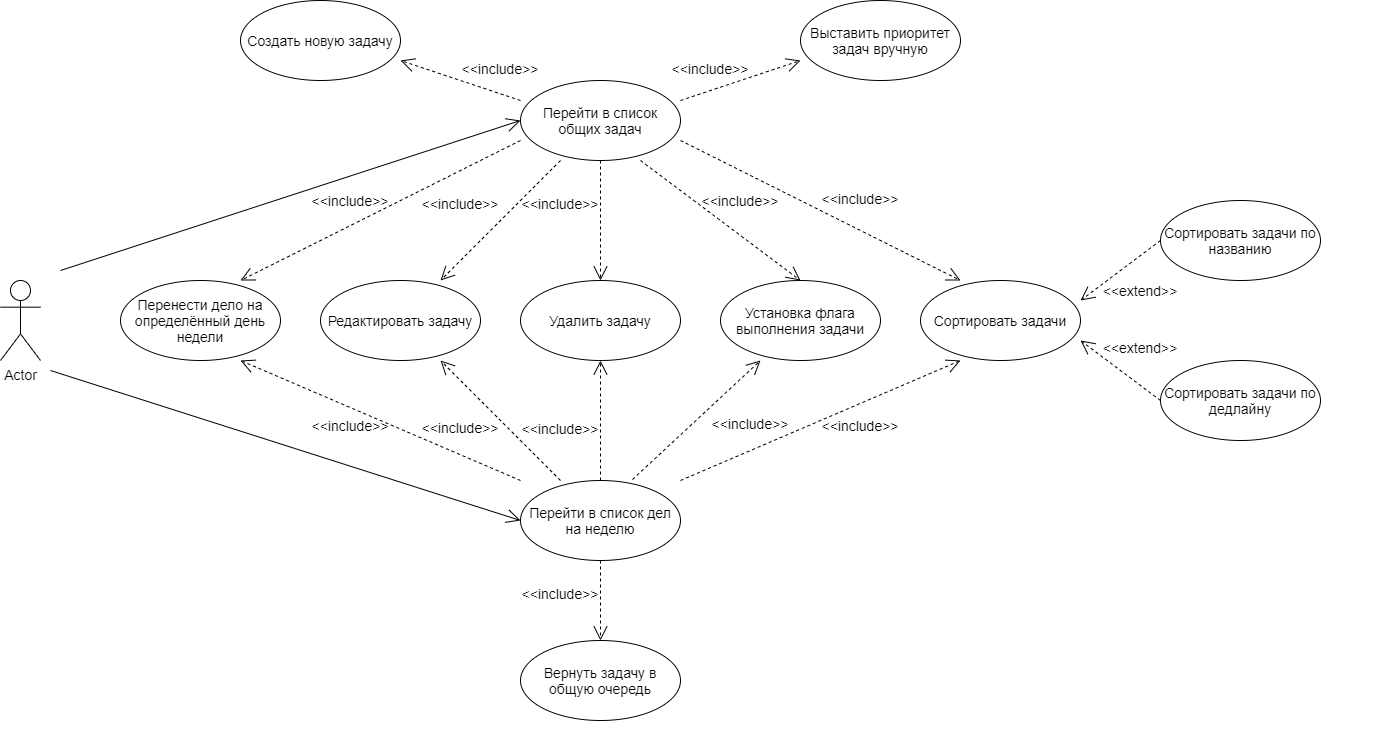 Создать новую задачу
Выставить приоритет
задач вручную
<<include>>
<<include>>
Перейти в список
общих задач
<<include>>
<<include>>
<<include>>
<<include>>
<<include>>
Сортировать задачи по
названию
<<extend>>
Перенести дело на
определённый день
недели
Редактировать задачу
Удалить задачу
Установка флага
выполнения задачи
Сортировать задачи
<<extend>>
Actor
Сортировать задачи по
дедлайну
<<include>>
<<include>>
<<include>>
<<include>>
<<include>>
Перейти в список дел
на неделю
<<include>>
Вернуть задачу в
общую очередь